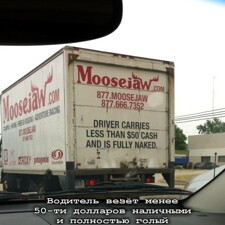 Moosejaw.com
877.MOOSEJAW
877.666.7352
DRIVER CARRIES
LESS THAN $50 CASH
AND IS FULLY NAKED.
Moosejaw.com
patagonia
Водитель везёт менее
50-ти долларов наличными
и полностью голый